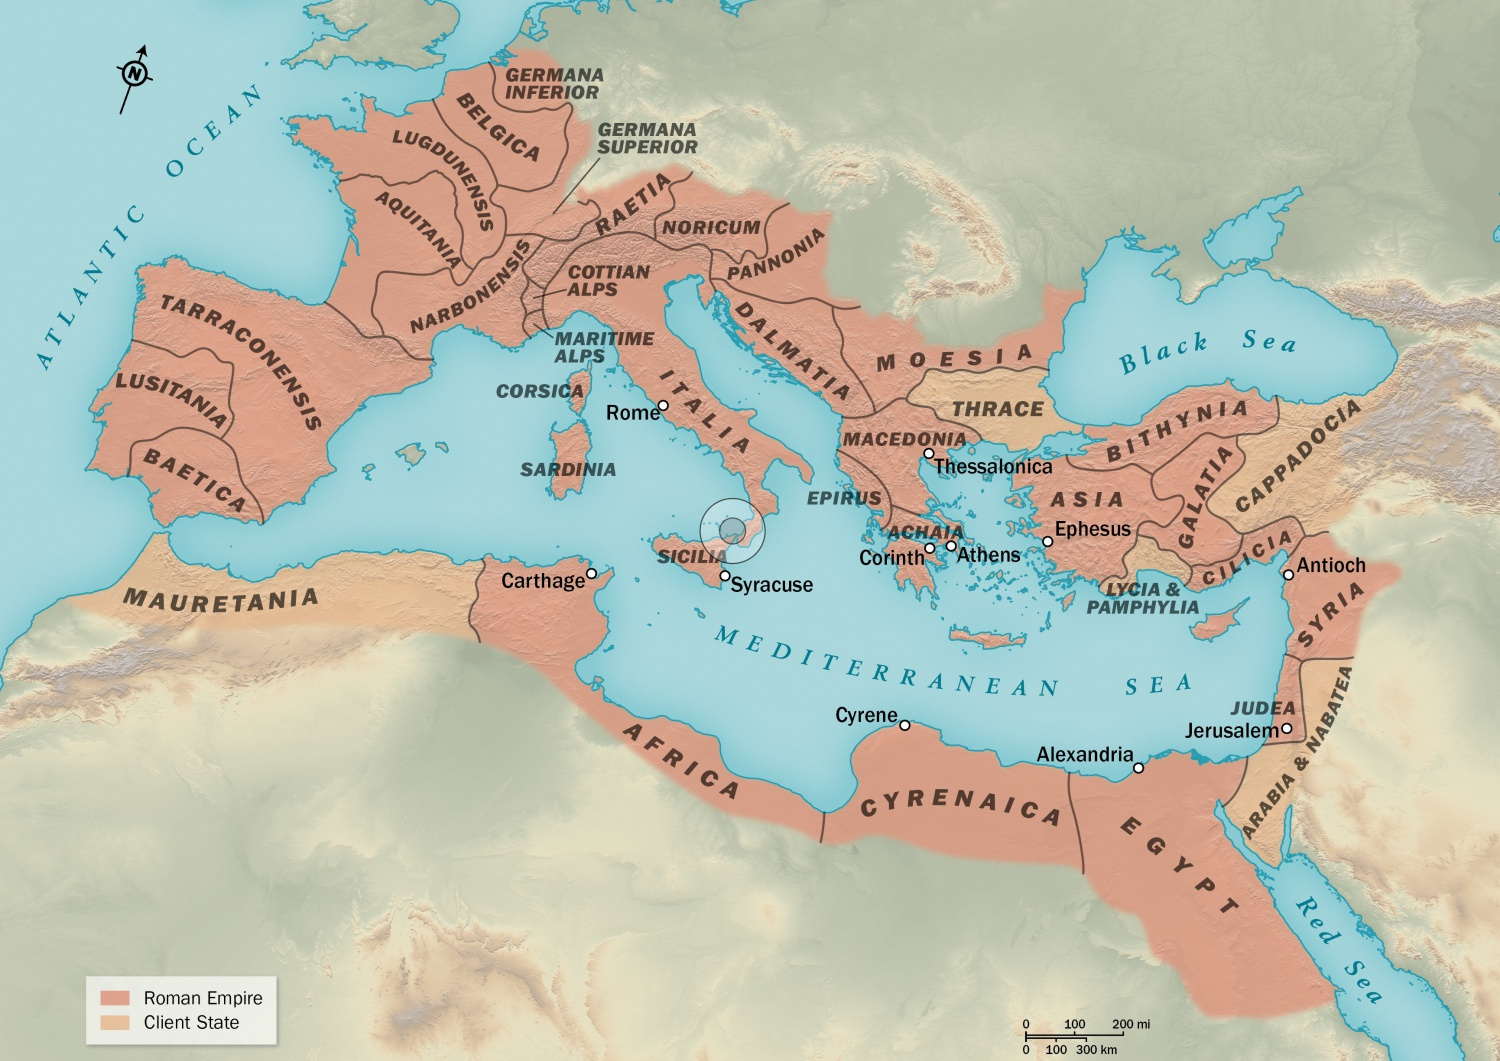 N
GERMANA
INFERIOR
BELGICA
GERMANA
SUPERIOR
LUGDUNENSIS
ATLANTIC OCEAN
AQUITANIA
RAETIA
NORICUM
PANNONIA
NARBONENSIS
COTTIAN
ALPS
TARRACONENSIS
DALMATIA
MARITIME
ALPS
MOESIA
Black Sea
LUSITANIA
CORSICA
ITALIA
Rome
THRACE
BITHYNIA
CAPPADOCIA
MACEDONIA
Thessalonica
BAETICA
SARDINIA
EPIRUS
ASIA
GALATIA
ACHAIA
Ephesus
Corinth
Athens
SICILIA
Syracuse
CILICIA
Antioch
Carthage
MAURETANIA
LYCIA &
PAMPHYLIA
SYRIA
MEDITERRANEAN SEA
JUDEA
Jerusalem
ARABIA & NABATEA
Cyrene
Alexandria
AFRICA
CYRENAICA
EGYPT
Red Sea
Roman Empire
Client State
0 100 200 mi
0 100 300 km